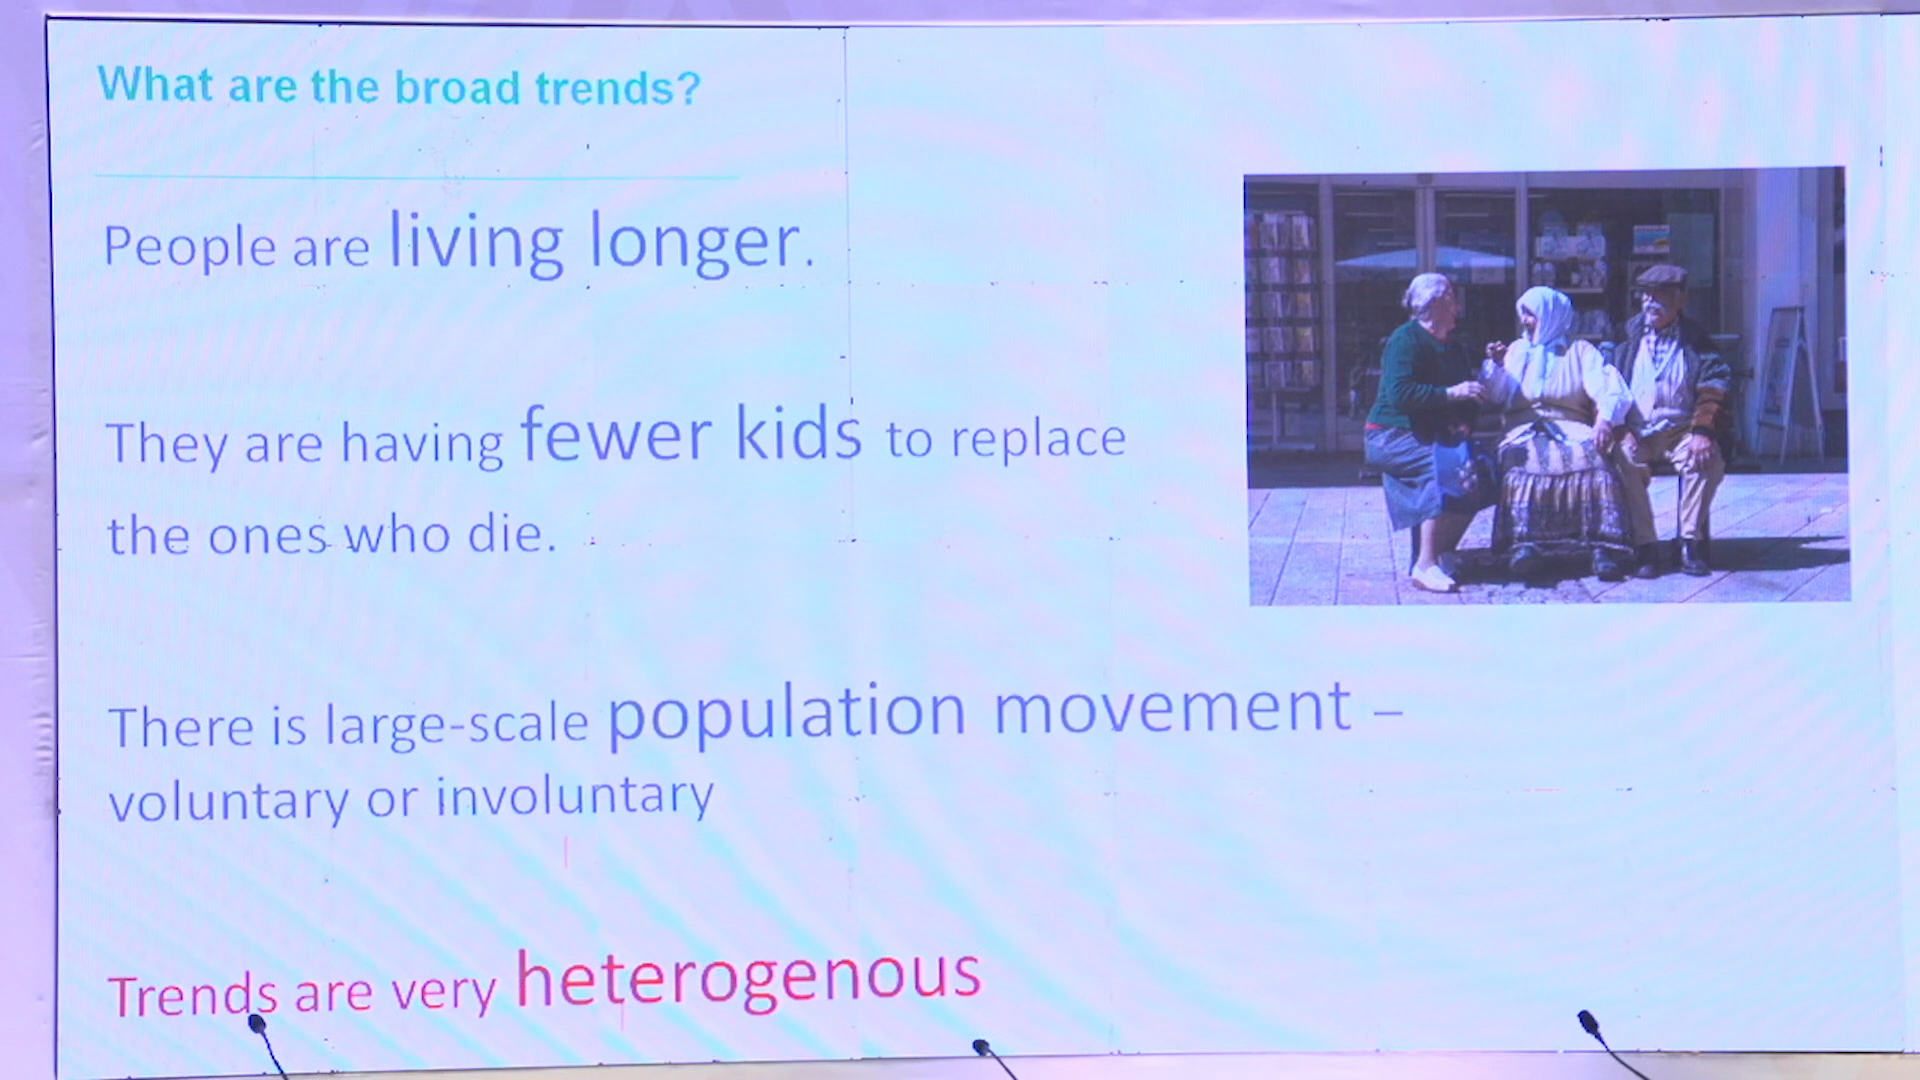 What are the broad trends?
People are living longer.
They are having fewer kids to replace
the ones who die.
There is large-scale population movement –
voluntary or involuntary
Trends are very heterogenous